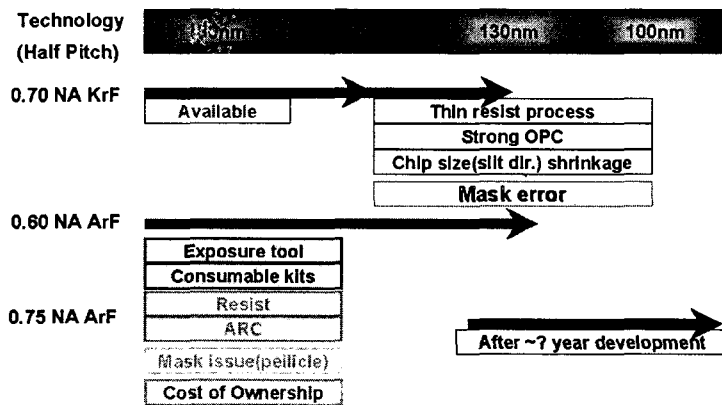 Technology
(Half Pitch)
130nm
100nm
0.70 NA KrF
Available
Thin resist process
Strong OPC
Chip size(slit dir.) shrinkage
Mask error
0.60 NA ArF
Exposure tool
Consumable kits
Resist
ARC
0.75 NA ArF
After ~? year development
Mask issue(peilicle)
Cost of Ownership